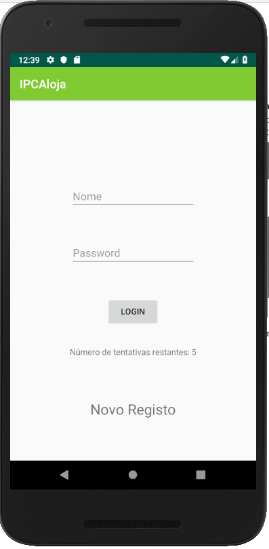 12:39
IPCAloja
Nome
Password
LOGIN
Número de tentativas restantes: 5
Novo Registo